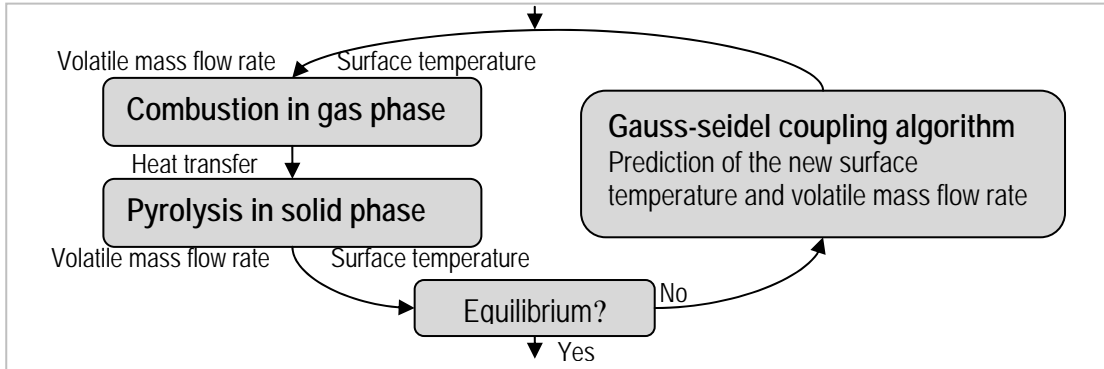 Volatile mass flow rate
Surface temperature
Combustion in gas phase
Heat transfer
Pyrolysis in solid phase
Volatile mass flow rate
Surface temperature
Equilibrium?
No
Yes
Gauss-seidel coupling algorithm
Prediction of the new surface
temperature and volatile mass flow rate